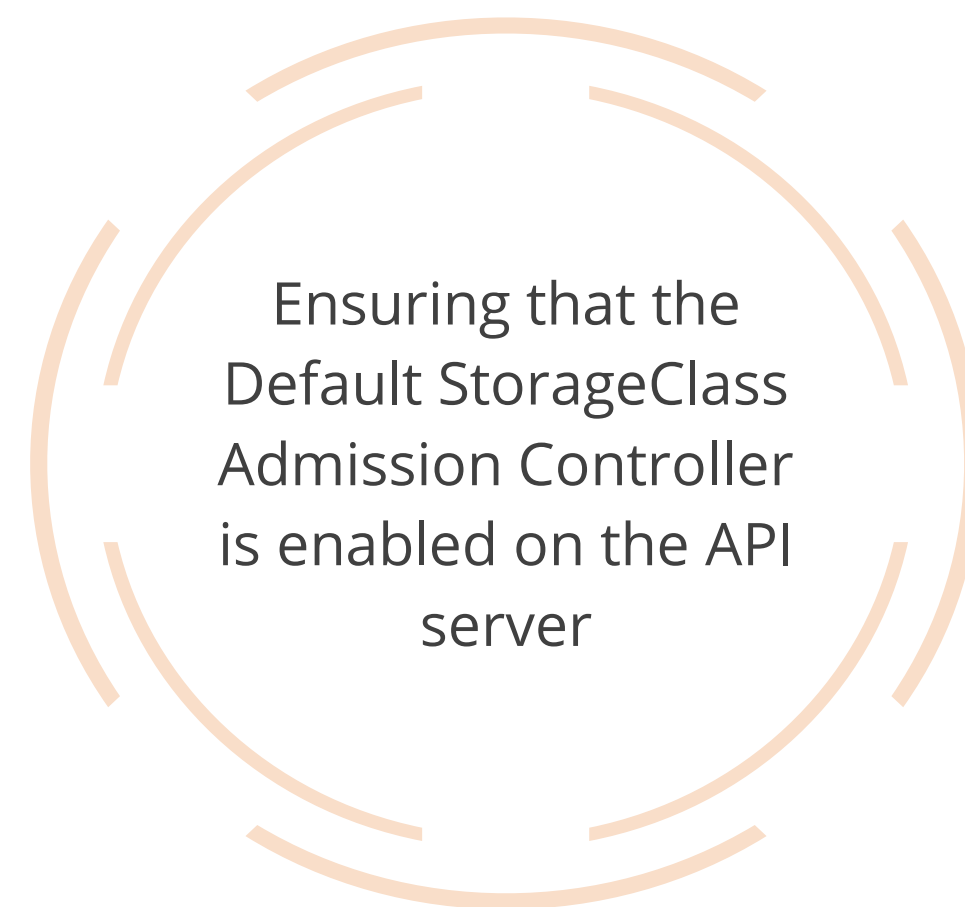 Ensuring that the
Default StorageClass
Admission Controller
is enabled on the API
server